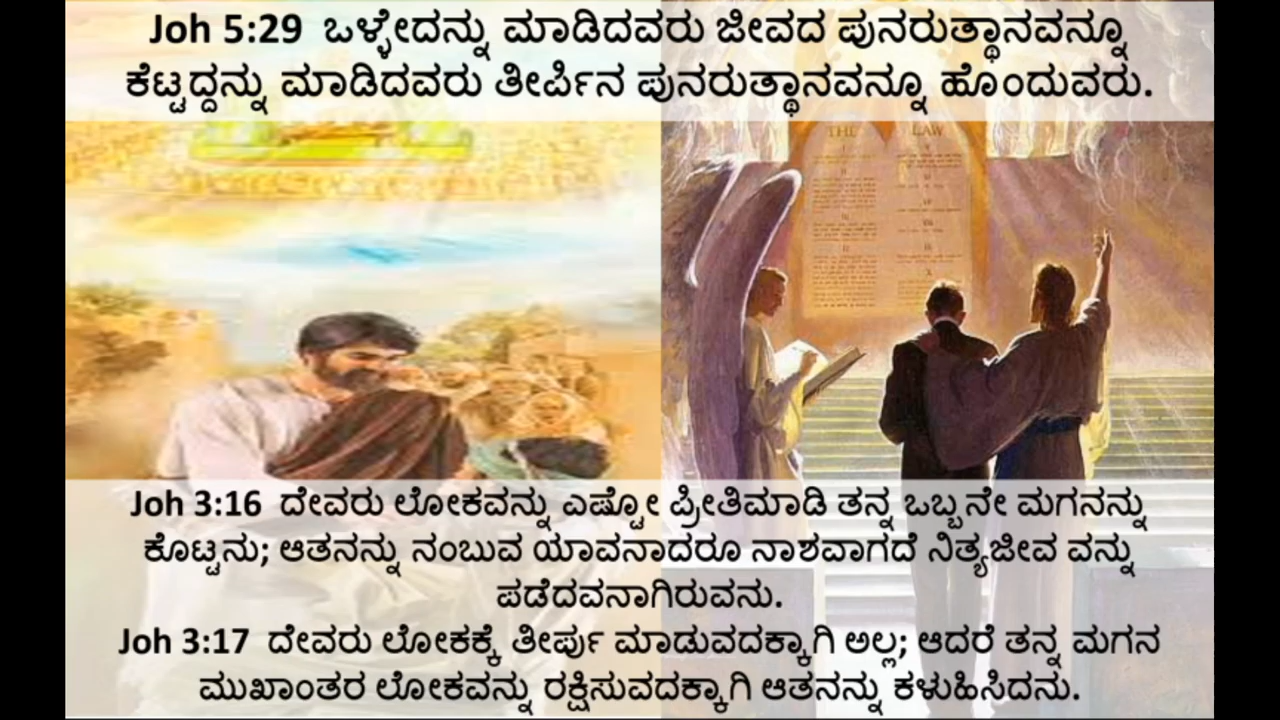 Joh 5:29 ಒಳ್ಳೇದನ್ನು ಮಾಡಿದವರು ಜೀವದ ಪುನರುತ್ಥಾನವನ್ನೂ
ಕೆಟ್ಟದ್ದನ್ನು ಮಾಡಿದವರು ತೀರ್ಪಿನ ಪುನರುತ್ಥಾನವನ್ನೂ ಹೊಂದುವರು.
THE LAW
Joh 3:16 ದೇವರು ಲೋಕವನ್ನು ಎಷ್ಟೋ ಪ್ರೀತಿಮಾಡಿ ತನ್ನ ಒಬ್ಬನೇ ಮಗನನ್ನು
ಕೊಟ್ಟನು; ಆತನನ್ನು ನಂಬುವ ಯಾವನಾದರೂ ನಾಶವಾಗದೆ ನಿತ್ಯಜೀವ ವನ್ನು
ಪಡೆದವನಾಗಿರುವನು.
Joh 3:17 ದೇವರು ಲೋಕಕ್ಕೆ ತೀರ್ಪು ಮಾಡುವದಕ್ಕಾಗಿ ಅಲ್ಲ; ಆದರೆ ತನ್ನ ಮಗನ
ಮುಖಾಂತರ ಲೋಕವನ್ನು ರಕ್ಷಿಸುವದಕ್ಕಾಗಿ ಆತನನ್ನು ಕಳುಹಿಸಿದನು.